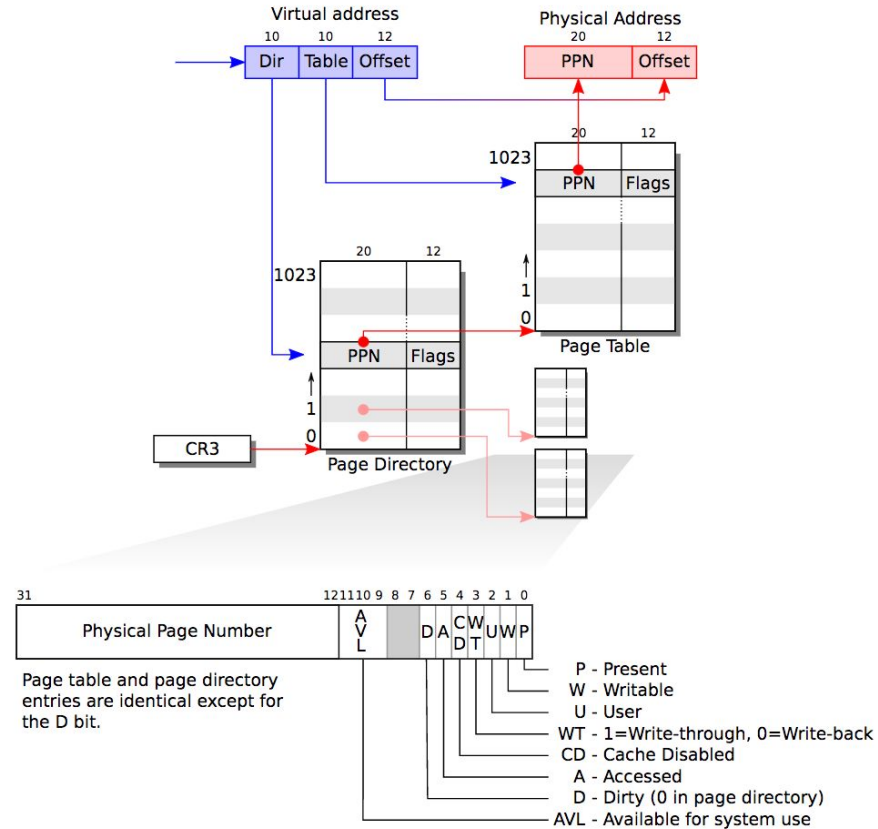 Virtual address
Physical Address
10 10 12
20 12
Dir Table Offset
PPN Offset
20 12
1023
PPN Flags
20 12
1023
1
0
Page Table
PPN Flags
1
0
CR3
Page Directory
31 12 11 10 9 8 7 6 5 4 3 2 1 0
Physical Page Number AVL D A CD WT U W P
Page table and page directory
entries are identical except for
the D bit.
P - Present
W - Writable
U - User
WT - 1=Write-through, 0=Write-back
CD - Cache Disabled
A - Accessed
D - Dirty (0 in page directory)
AVL - Available for system use